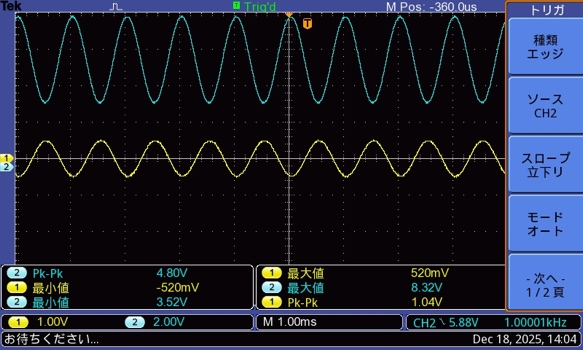 Tek
T Trig'd
M Pos: -360.0us
トリガ
T
種類
エッジ
ソース
CH2
スロープ
立下リ
モード
オート
- 次へ -
1 / 2 頁
1
2
2 Pk-Pk 4.80V
1 最小値 -520mV
2 最小値 3.52V
1 最大値 520mV
2 最大値 8.32V
1 Pk-Pk 1.04V
1 1.00V 2 2.00V M 1.00ms CH2 \ 5.88V 1.00001kHz
お待ちください... Dec 18, 2025, 14:04